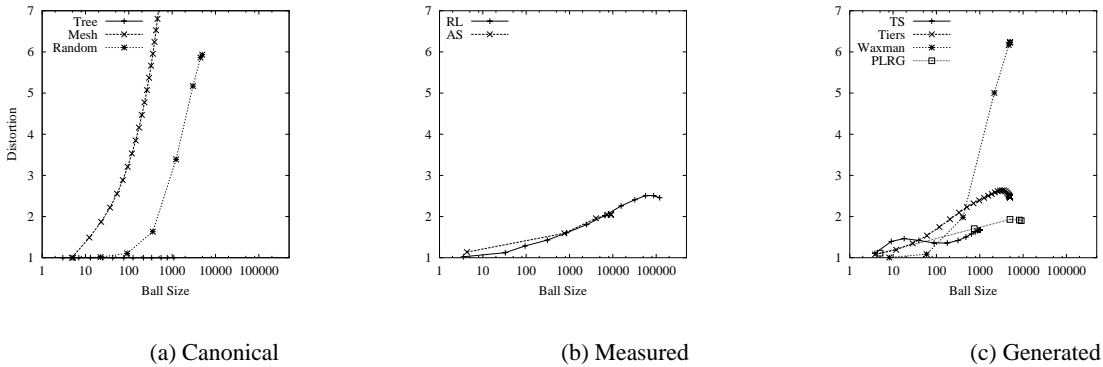 7
6
5
4
3
2
1
Distortion
Tree
Mesh
Random
1 10 100 1000 10000 100000
Ball Size
(a) Canonical
7
6
5
4
3
2
1
RL
AS
1 10 100 1000 10000 100000
Ball Size
(b) Measured
7
6
5
4
3
2
1
TS
Tiers
Waxman
PLRG
1 10 100 1000 10000 100000
Ball Size
(c) Generated